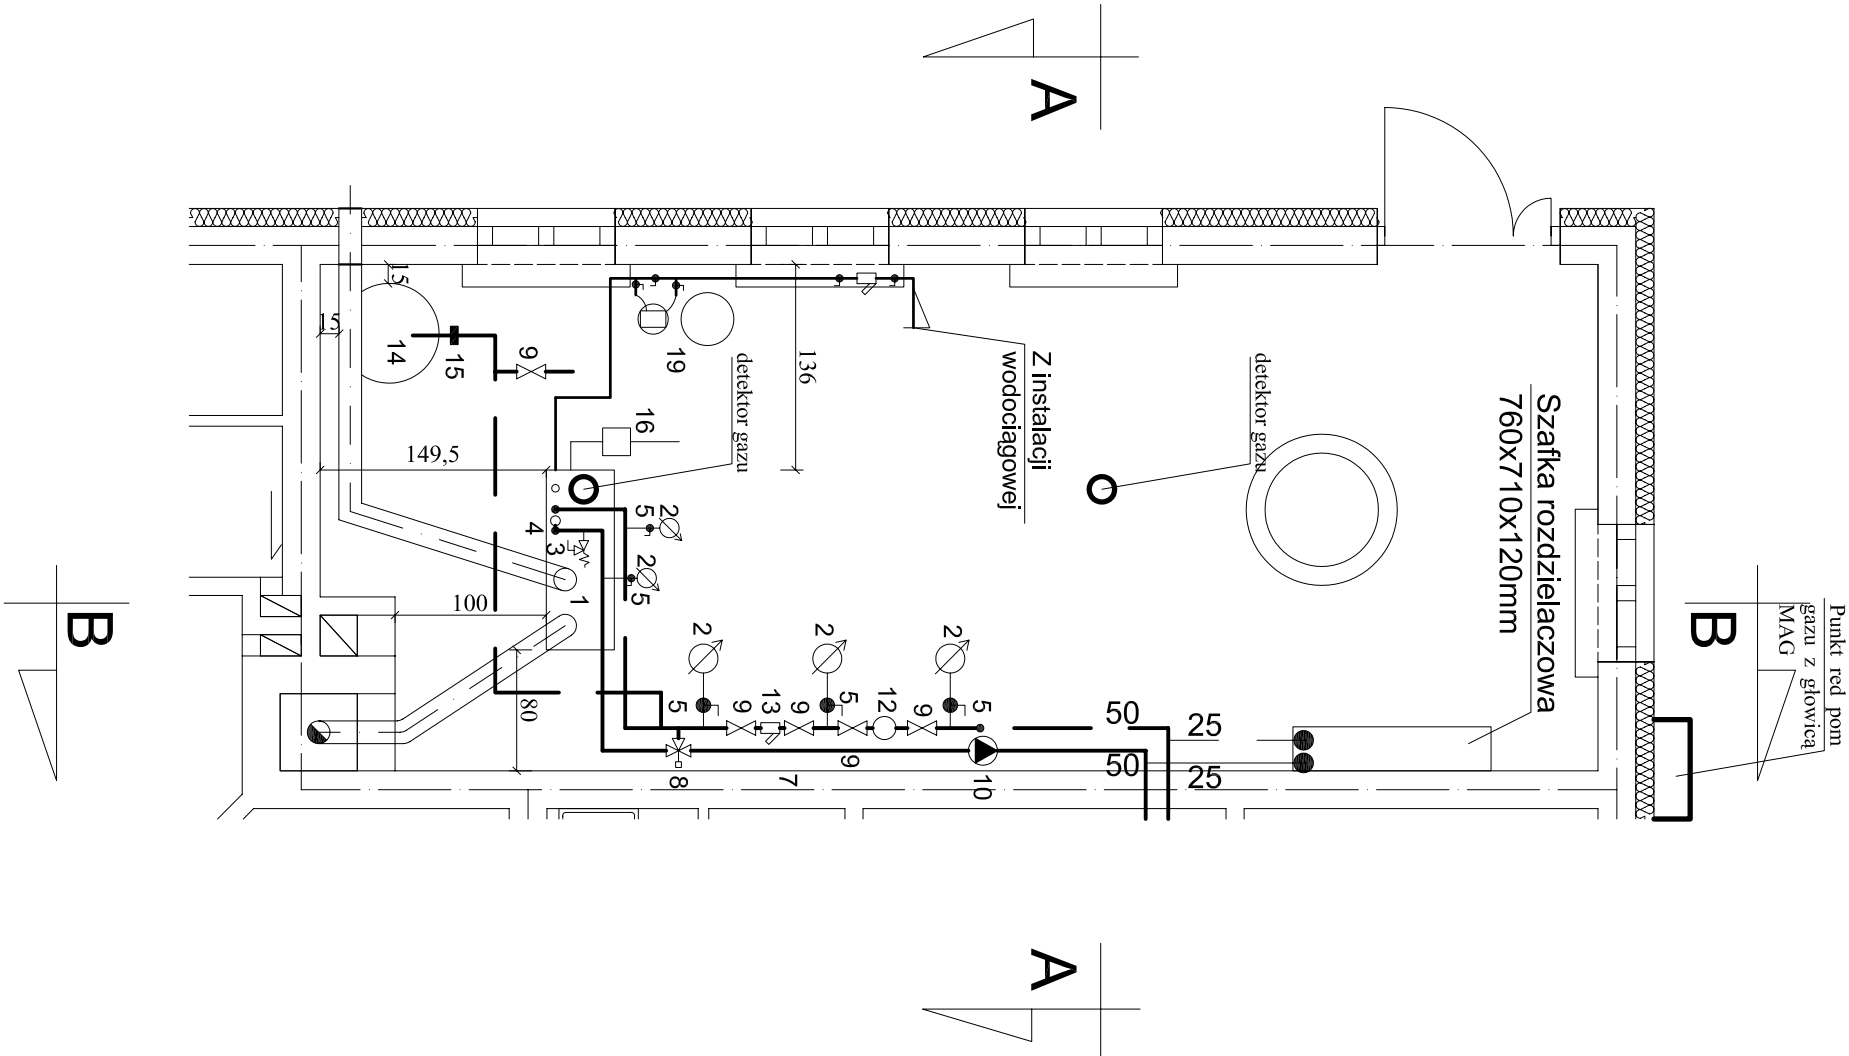 A
Punkt red pom
gazu z głowicą
MAG
B
Szafka rozdzielaczowa
760x710x120mm
detektor gazu
Z instalacji
wodociągowej
136
detektor gazu
19
16
15
15
14
15
9
149,5
4
3
2
5
2
5
1
100
80
2
2
2
5
9
13
9
5
12
9
5
50
25
50
25
8
7
9
10
B
A